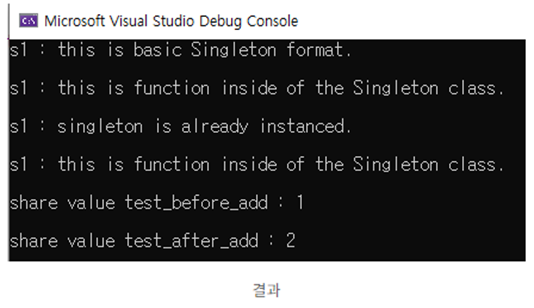 C:\ Microsoft Visual Studio Debug Console
s1 : this is basic Singleton format.
s1 : this is function inside of the Singleton class.
s1 : singleton is already instanced.
s1 : this is function inside of the Singleton class.
share value test_before_add : 1
share value test_after_add : 2
결과